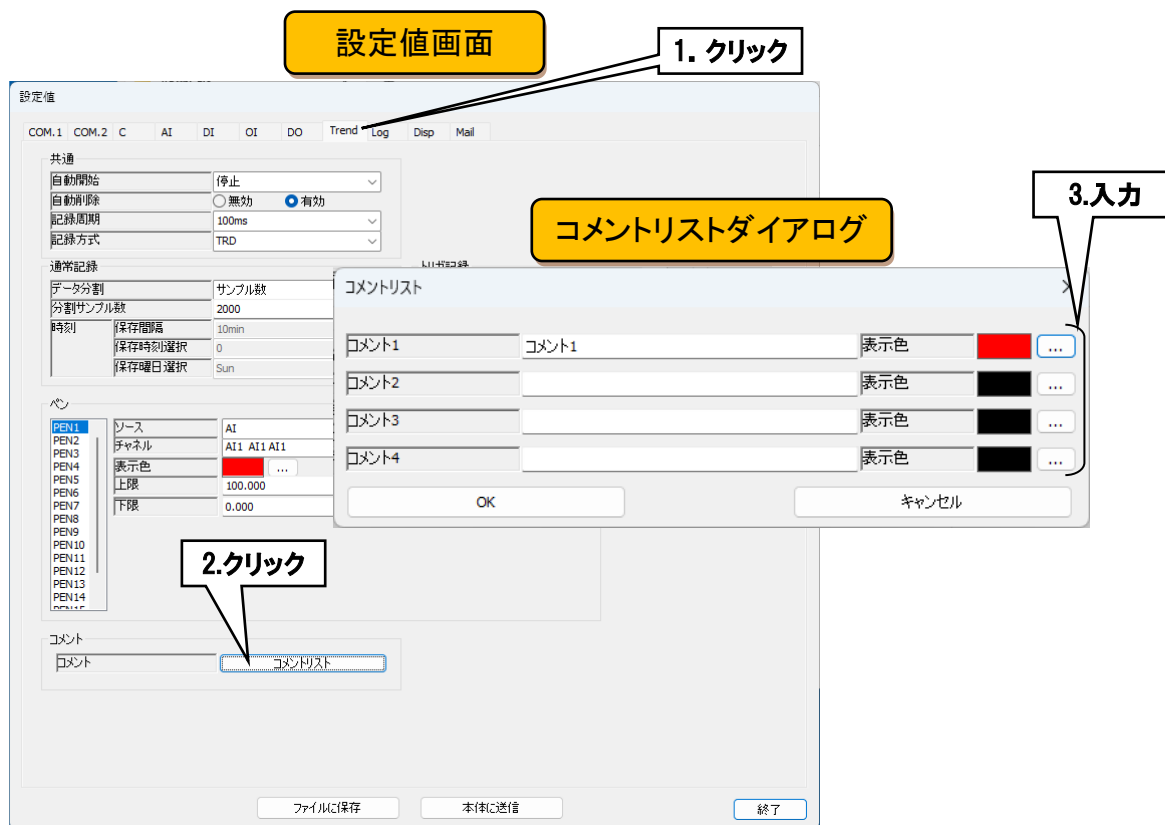 設定値画面
1. クリック
設定値
COM.1 COM.2 C AI DI OI DO Trend Log Disp Mail
共通
自動開始 停止
自動削除 無効 有効
記録周期 100ms
記録方式 TRD
3.入力
コメントリストダイアログ
通常記録
データ分割 サンプル数
分割サンプル数 2000
時刻 保存間隔 10min
保存時刻選択 0
保存曜日選択 Sun
トリガ記録
コメントリスト
コメント1 コメント1 表示色 ...
コメント2 表示色 ...
コメント3 表示色 ...
コメント4 表示色 ...
OK キャンセル
ペン
PEN1
PEN2
PEN3
PEN4
PEN5
PEN6
PEN7
PEN8
PEN9
PEN10
PEN11
PEN12
PEN13
PEN14
PEN15
ソース AI
チャネル AI1 AI1 AI1
表示色 ...
上限 100.000
下限 0.000
2.クリック
コメント
コメント コメントリスト
ファイルに保存 本体に送信 終了